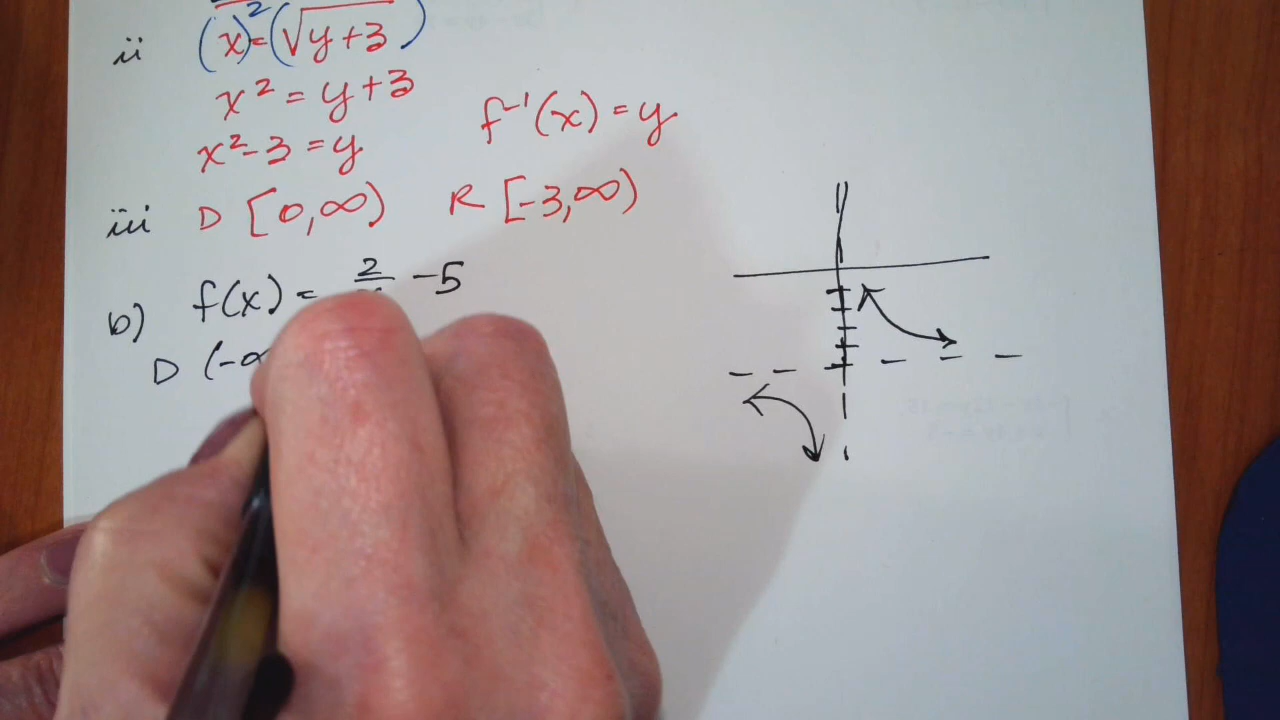 ii (x)²=(√y+3)
x² = y+3
f⁻¹(x) = y
x²-3 = y
iii D [0,∞) R [-3,∞)
b) f(x) = 2 -5
D (-∞